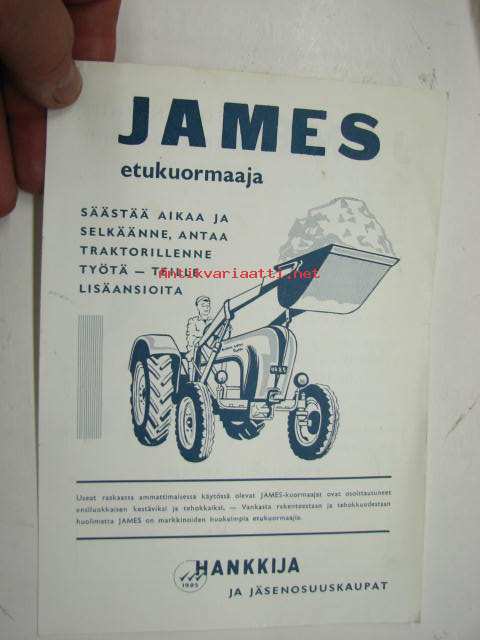 JAMES
etukuormaaja
SÄÄSTÄÄ AIKAA JA
SELKÄÄNNE, ANTAA
TRAKTORILLENNE
TYÖTÄ —
LISÄANSIOITA
antikvariaatti.net
Useat raskaassa ammattimaisessa käytössä olevat JAMES-kuormaajat ovat osoittautuneet
ensiluokkaisen kestäviksi ja tehokkaiksi. — Vankasta rakenteestaan ja tehokkuudestaan
huolimatta JAMES on markkinoiden huokeimpia etukuormaajia.
1905
HANKKIJA
JA JÄSENOSUUSKAUPAT